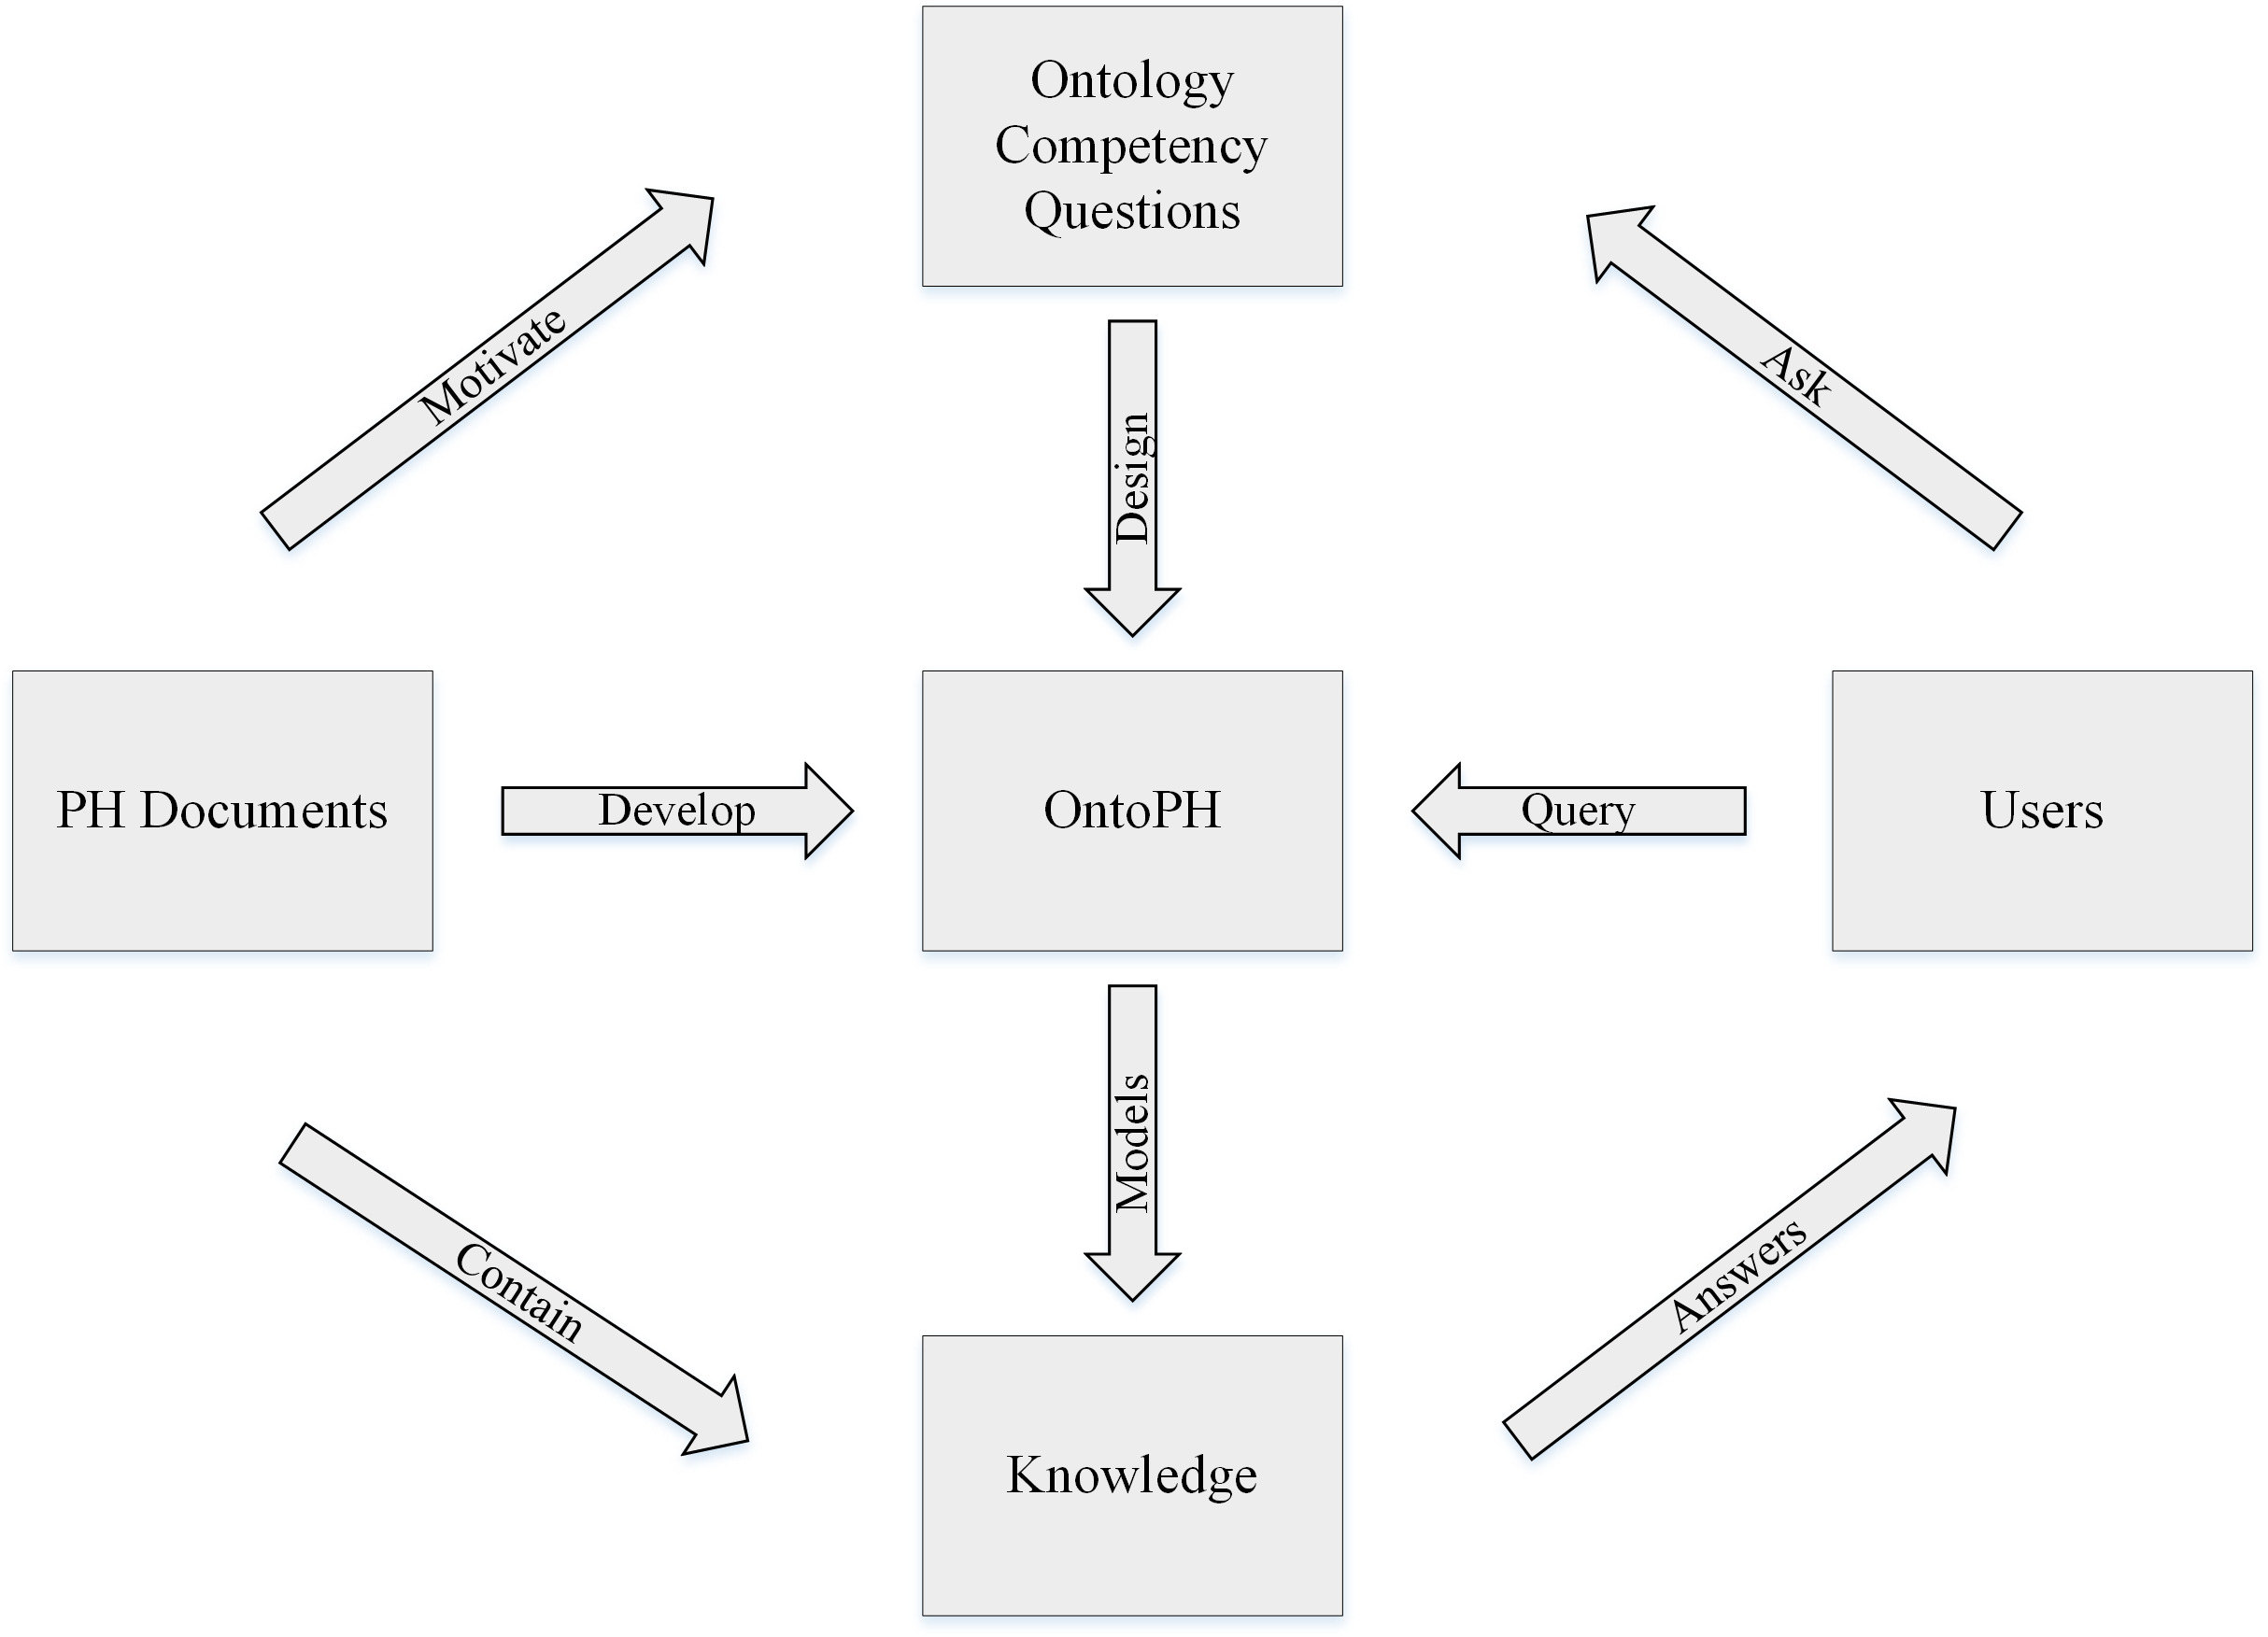 Ontology
Competency
Questions
Motivate
Ask
Design
PH Documents
Develop
OntoPH
Query
Users
Models
Contain
Answers
Knowledge